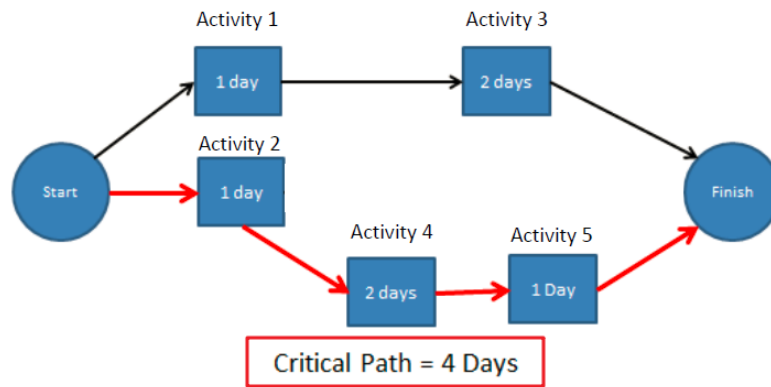 Activity 1
Activity 3
1 day
2 days
Activity 2
Start
1 day
Finish
Activity 4
Activity 5
2 days
1 Day
Critical Path = 4 Days